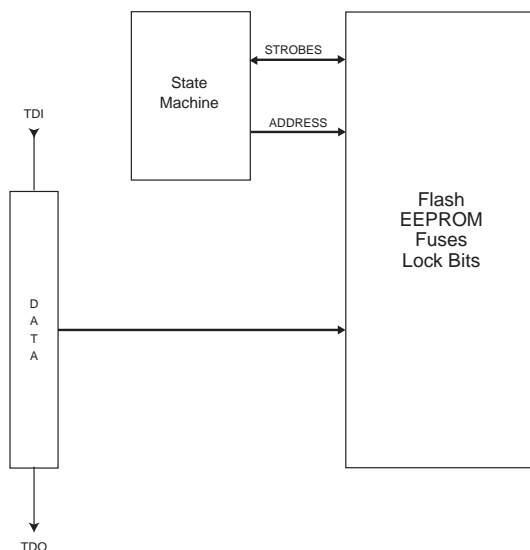 STROBES
State
Machine
ADDRESS
TDI
Flash
EEPROM
Fuses
Lock Bits
D
A
T
A
TDO